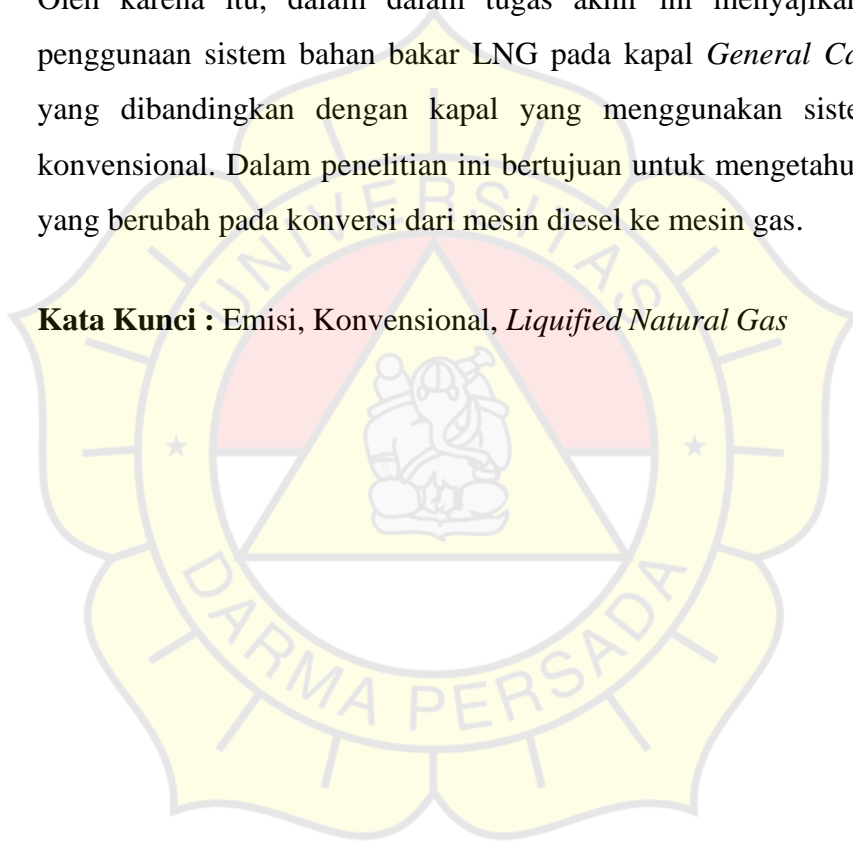 Oleh karena itu, dalam dalam tugas akhir ini menyajikan
penggunaan sistem bahan bakar LNG pada kapal General Ca
yang dibandingkan dengan kapal yang menggunakan siste
konvensional. Dalam penelitian ini bertujuan untuk mengetahu
yang berubah pada konversi dari mesin diesel ke mesin gas.
Kata Kunci : Emisi, Konvensional, Liquified Natural Gas
UNIVERSITAS
DARMA PERSADA